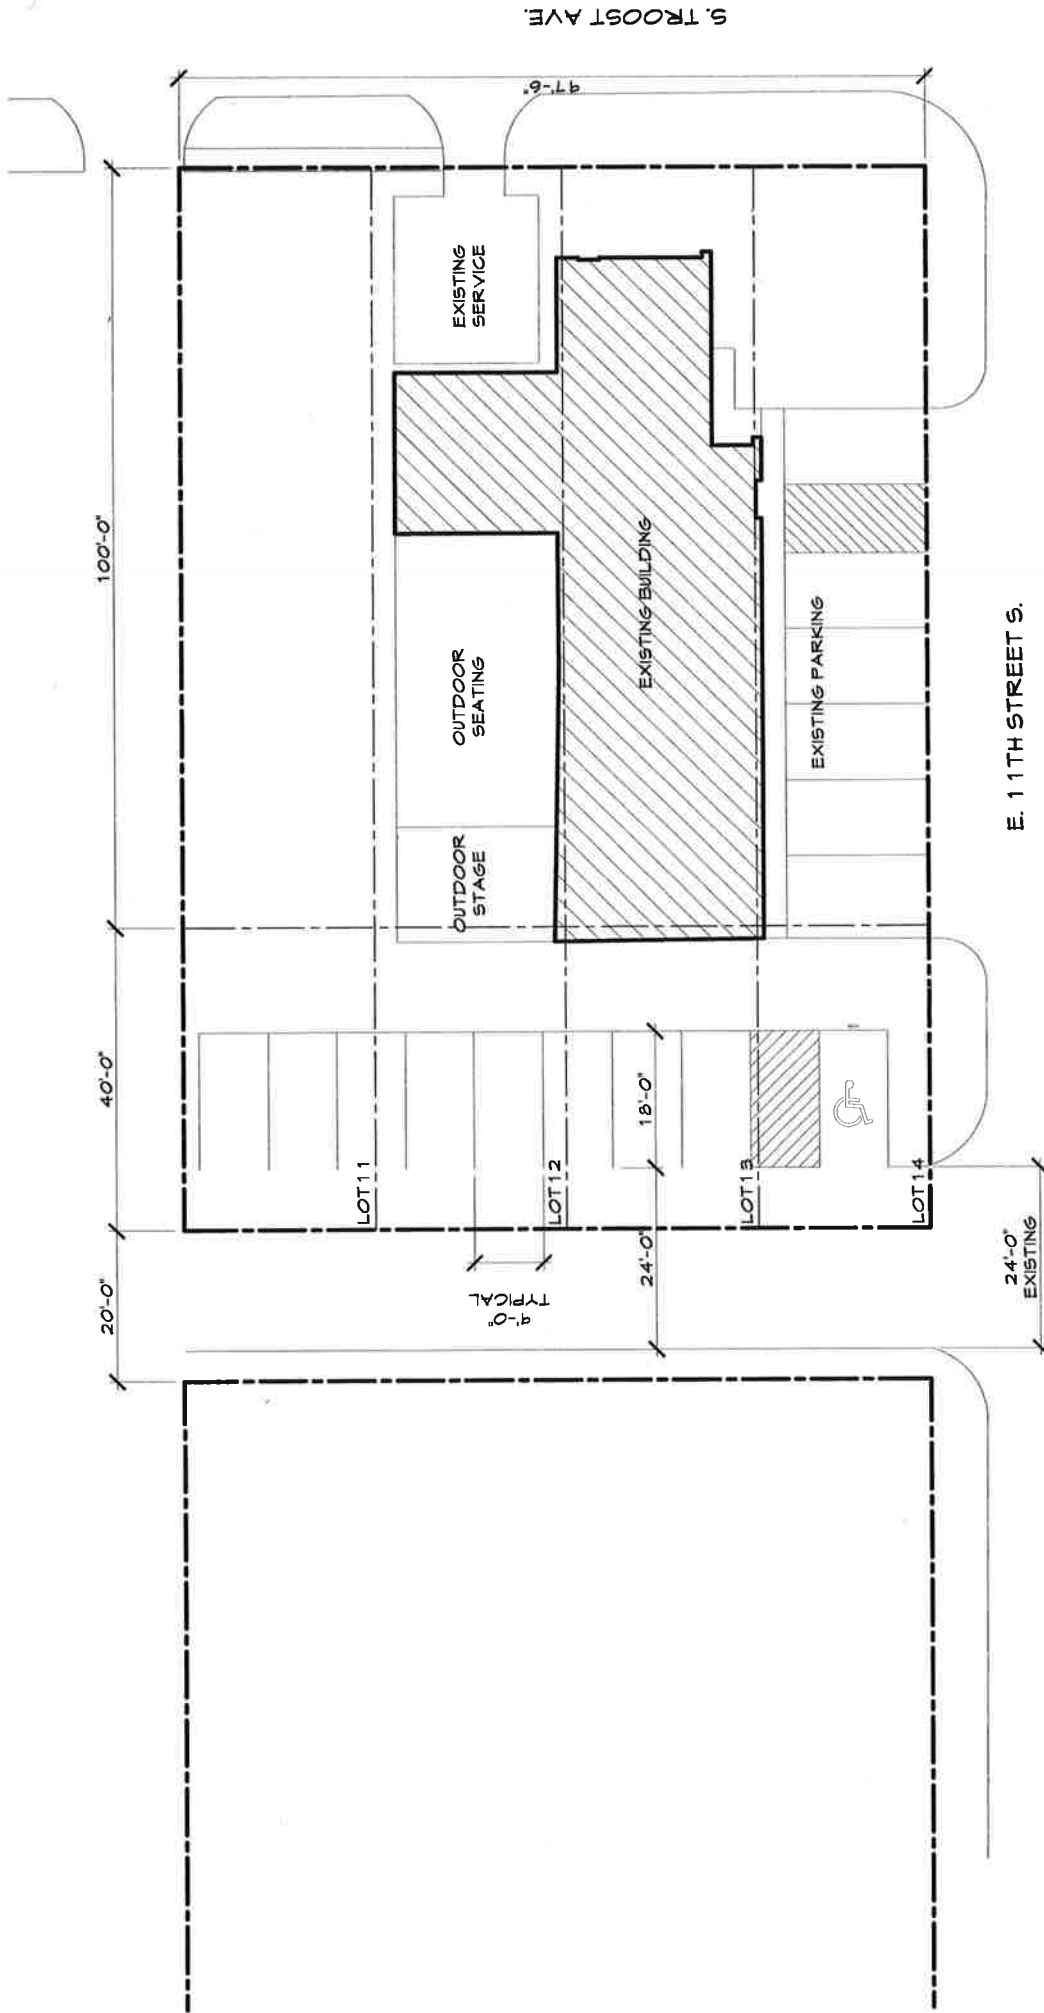 S. TROOST AVE.
97'-6"
100'-0"
EXISTING
SERVICE
EXISTING BUILDING
OUTDOOR
SEATING
EXISTING PARKING
E. 11TH STREET S.
OUTDOOR
STAGE
40'-0"
18'-0"
LOT 11
LOT 12
LOT 13
LOT 14
20'-0"
24'-0"
24'-0"
EXISTING
9'-0"
TYPICAL